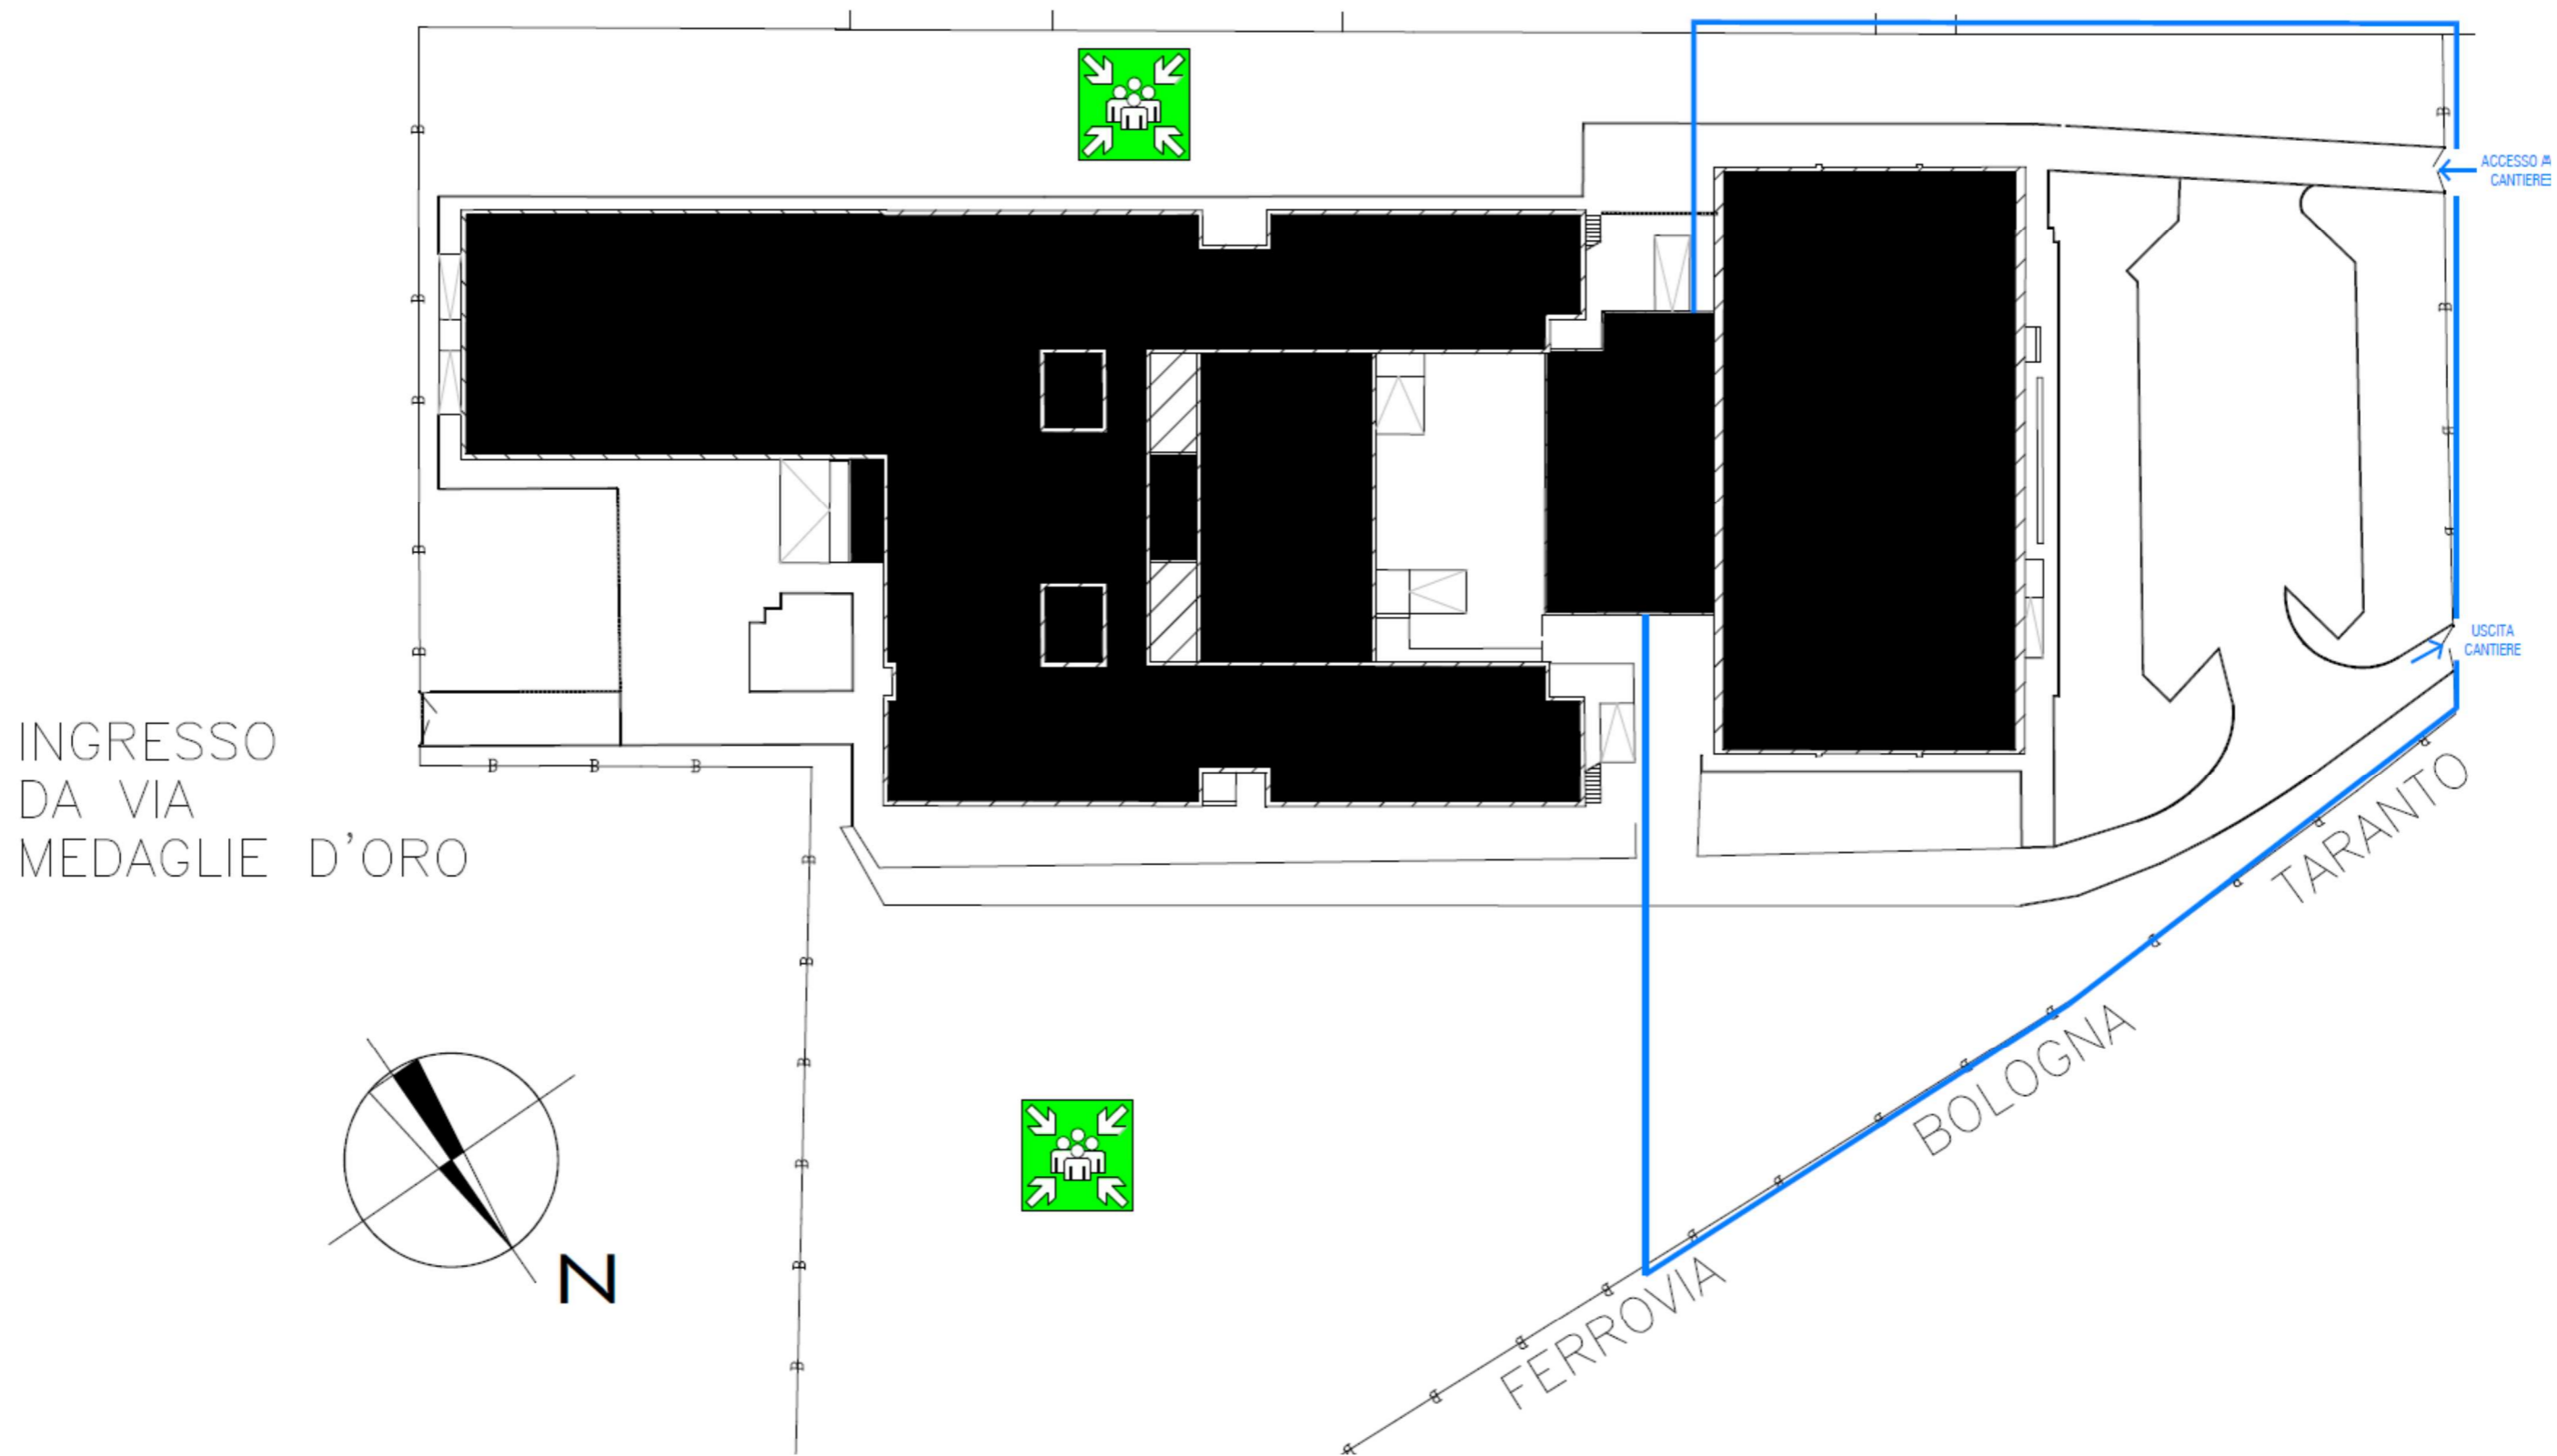 ACCESSO A
CANTIERE
USCITA
CANTIERE
INGRESSO
DA VIA
MEDAGLIE D'ORO
FERROVIA BOLOGNA TARANTO
N